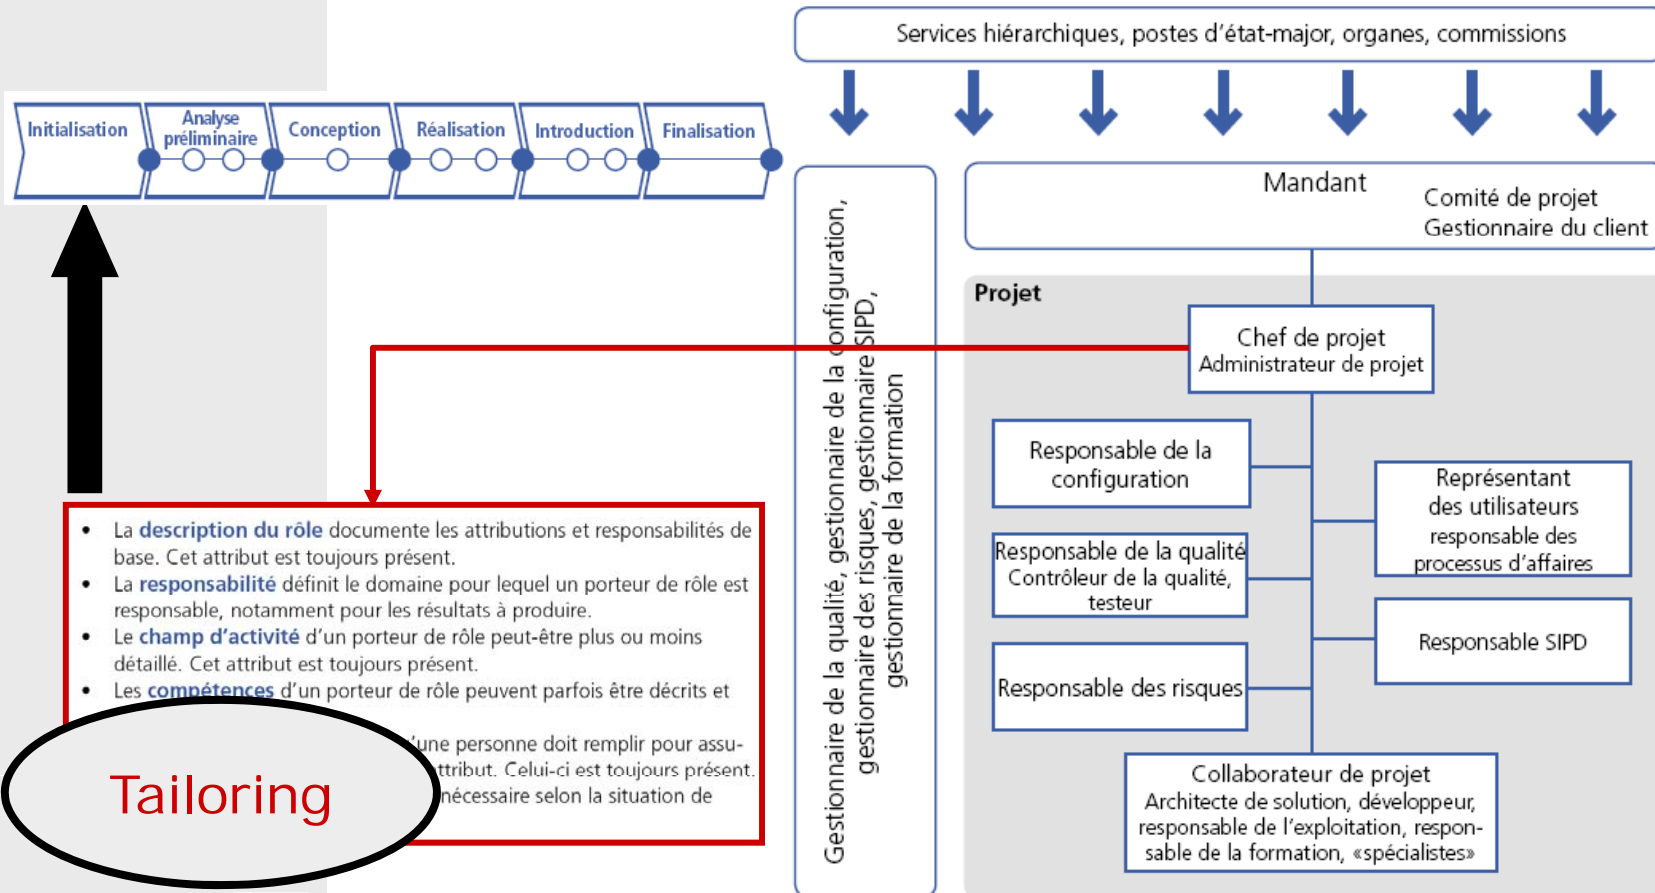 Services hiérarchiques, postes d'état-major, organes, commissions
Initialisation
Analyse
préliminaire
Conception
Réalisation
Introduction
Finalisation
Mandant
Comité de projet
Gestionnaire du client
Gestionnaire de la qualité, gestionnaire de la configuration,
gestionnaire des risques, gestionnaire SIPD,
gestionnaire de la formation
Projet
Chef de projet
Administrateur de projet
Responsable de la
configuration
Représentant
des utilisateurs
responsable des
processus d'affaires
Responsable de la qualité
Contrôleur de la qualité,
testeur
Responsable SIPD
Responsable des risques
Collaborateur de projet
Architecte de solution, développeur,
responsable de l'exploitation, respon-
sable de la formation, «spécialistes»
• La description du rôle documente les attributions et responsabilités de
base. Cet attribut est toujours présent.
• La responsabilité définit le domaine pour lequel un porteur de rôle est
responsable, notamment pour les résultats à produire.
• Le champ d'activité d'un porteur de rôle peut-être plus ou moins
détaillé. Cet attribut est toujours présent.
• Les compétences d'un porteur de rôle peuvent parfois être décrits et
'une personne doit remplir pour assu-
ttribut. Celui-ci est toujours présent.
nécessaire selon la situation de
Tailoring